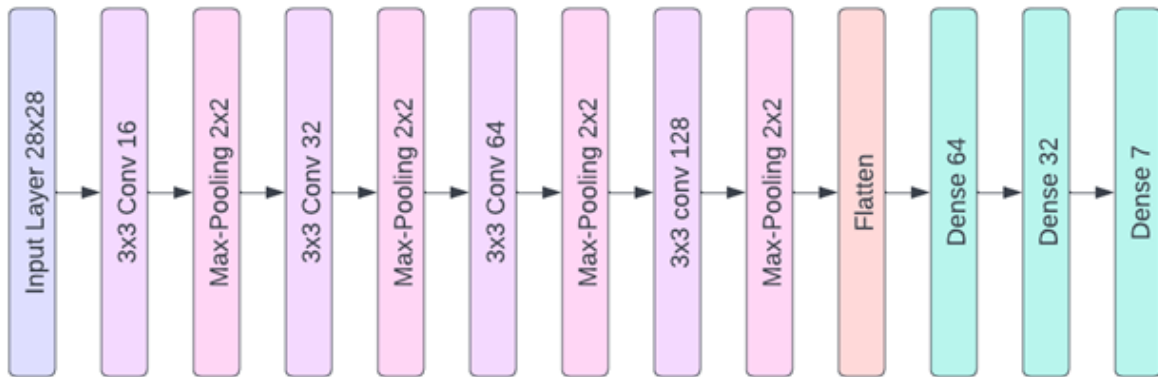 Input Layer 28x28
3x3 Conv 16
Max-Pooling 2x2
3x3 Conv 32
Max-Pooling 2x2
3x3 Conv 64
Max-Pooling 2x2
3x3 conv 128
Max-Pooling 2x2
Flatten
Dense 64
Dense 32
Dense 7